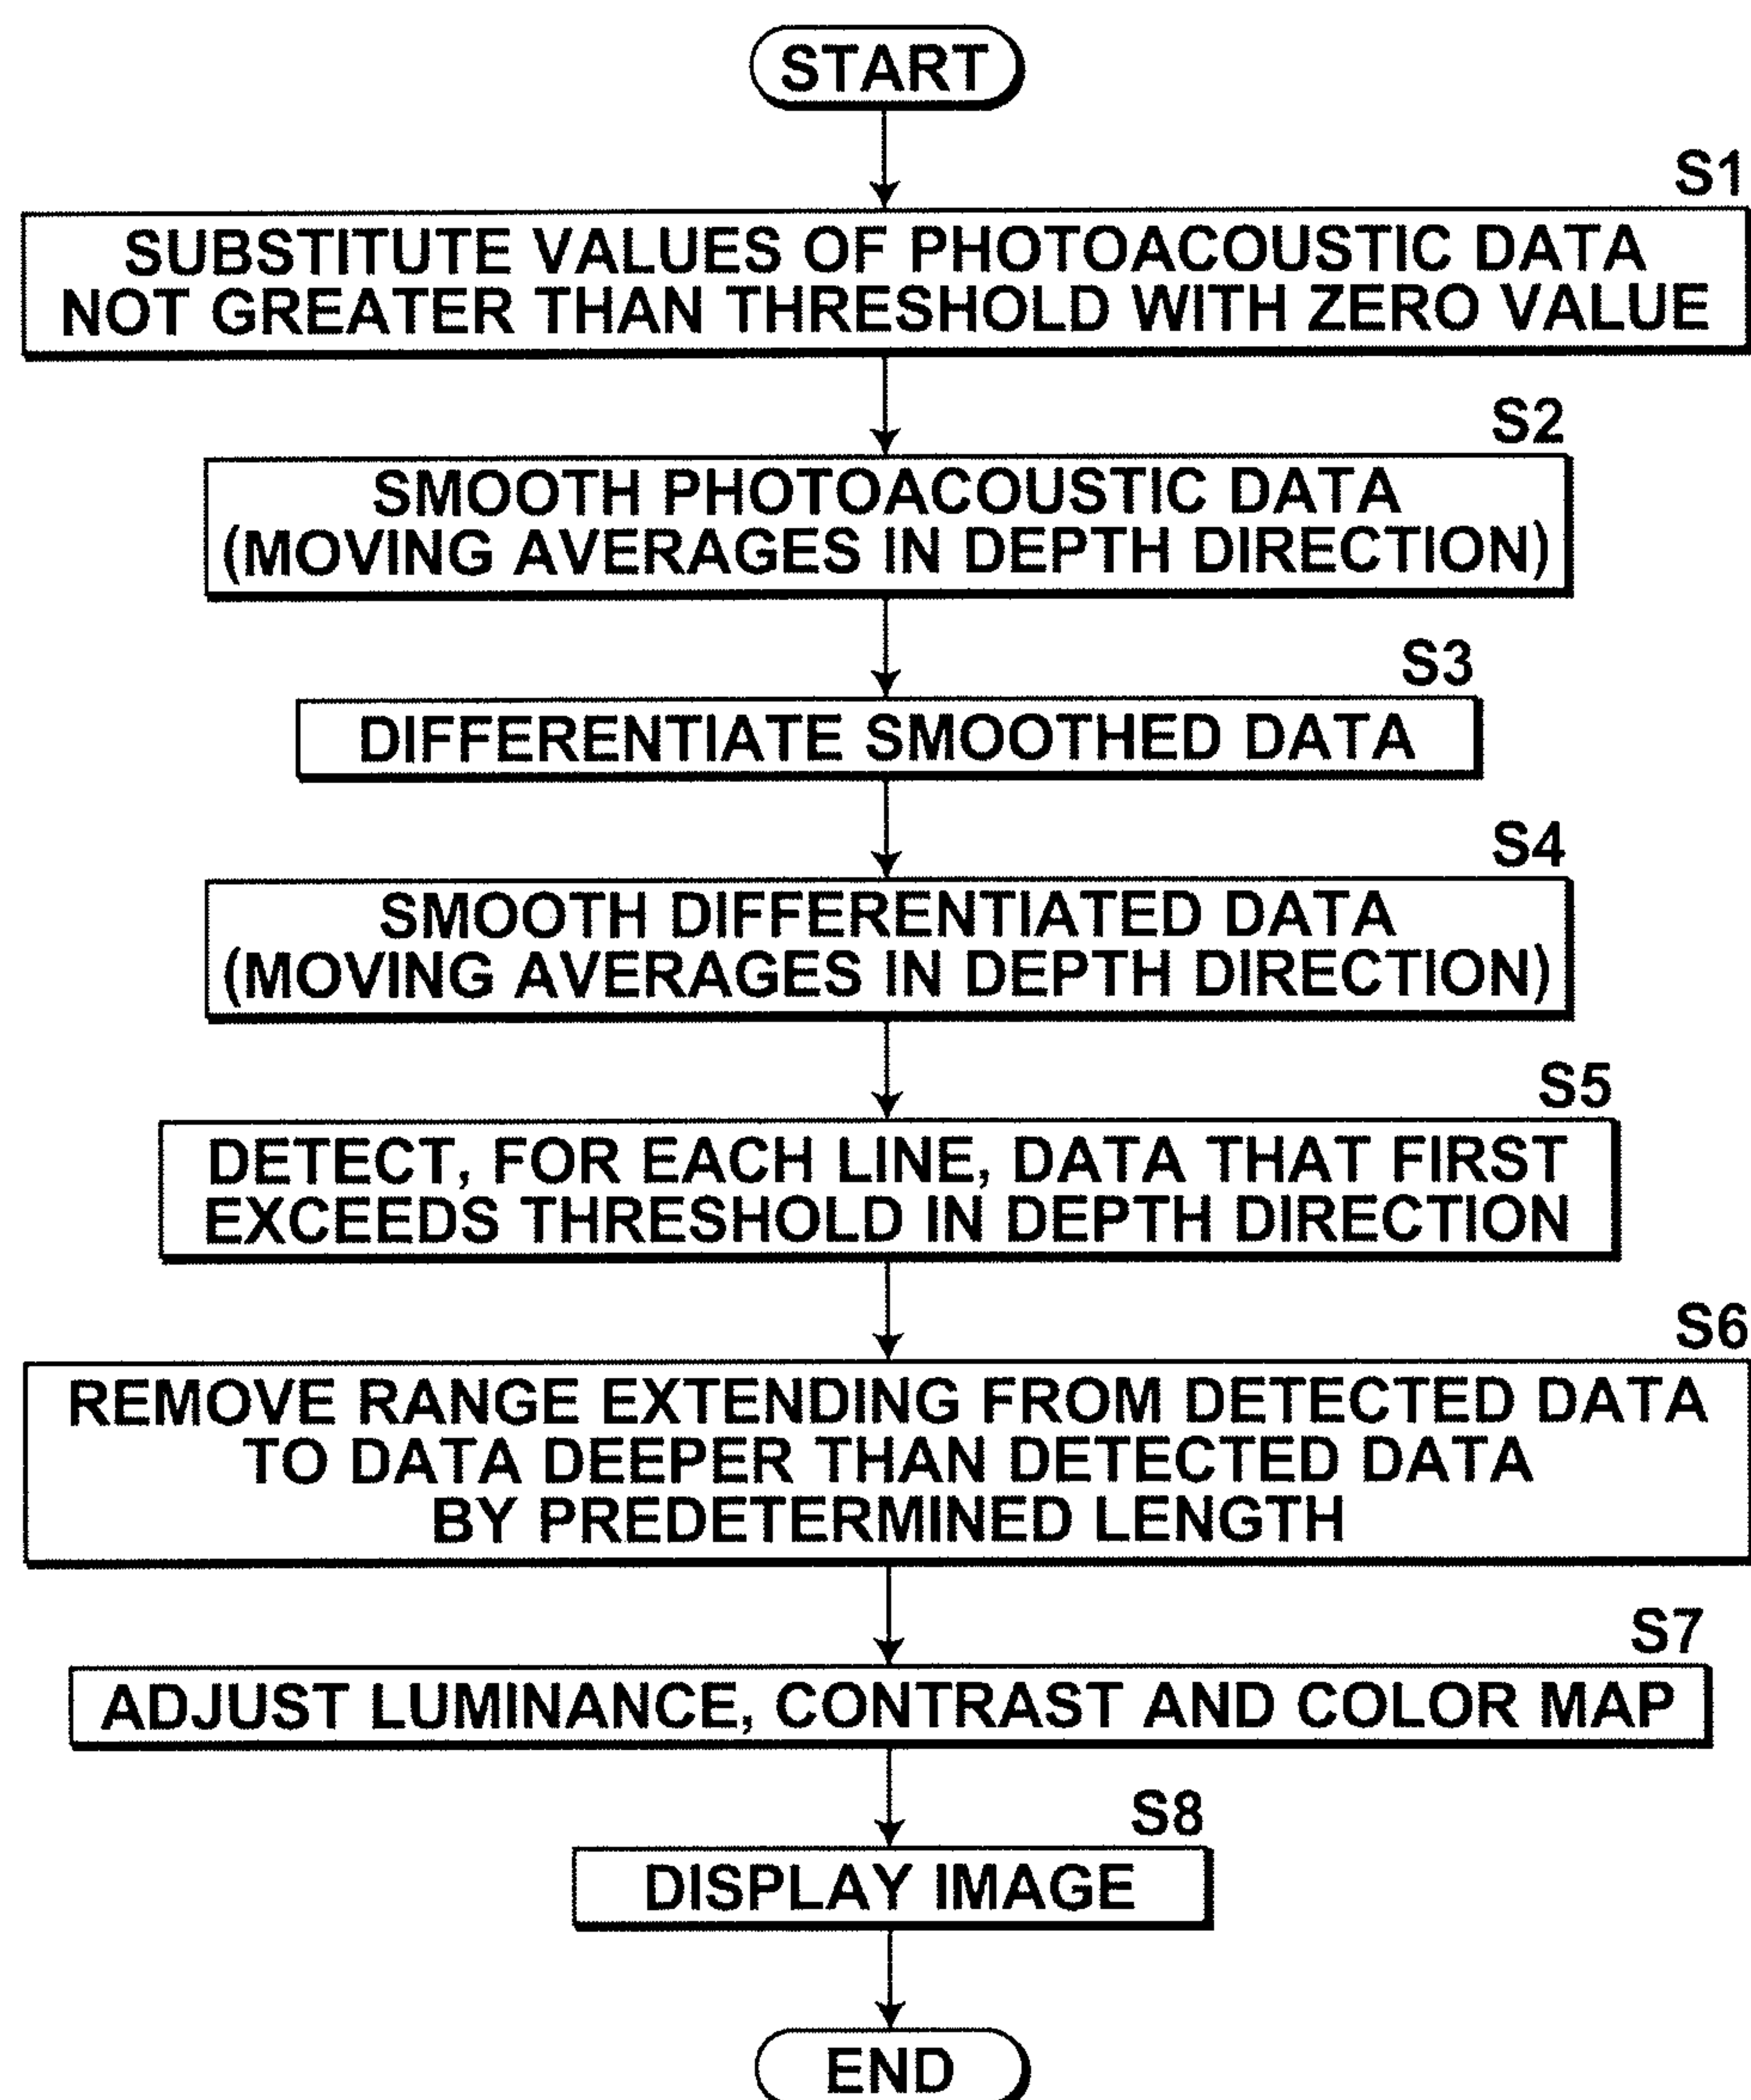 START
S1
SUBSTITUTE VALUES OF PHOTOACOUSTIC DATA
NOT GREATER THAN THRESHOLD WITH ZERO VALUE
S2
SMOOTH PHOTOACOUSTIC DATA
(MOVING AVERAGES IN DEPTH DIRECTION)
S3
DIFFERENTIATE SMOOTHED DATA
S4
SMOOTH DIFFERENTIATED DATA
(MOVING AVERAGES IN DEPTH DIRECTION)
S5
DETECT, FOR EACH LINE, DATA THAT FIRST
EXCEEDS THRESHOLD IN DEPTH DIRECTION
S6
REMOVE RANGE EXTENDING FROM DETECTED DATA
TO DATA DEEPER THAN DETECTED DATA
BY PREDETERMINED LENGTH
S7
ADJUST LUMINANCE, CONTRAST AND COLOR MAP
S8
DISPLAY IMAGE
END